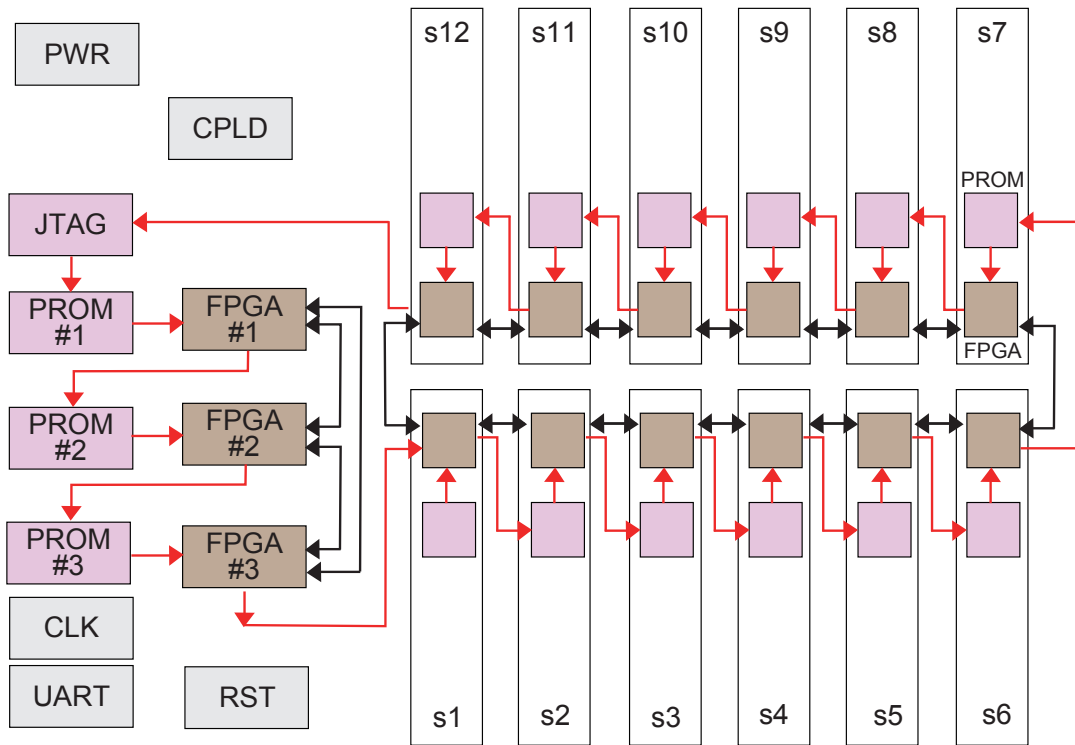 s12
s11
s10
s9
s8
s7
PWR
CPLD
PROM
JTAG
PROM
#1
FPGA
#1
FPGA
PROM
#2
FPGA
#2
PROM
#3
FPGA
#3
CLK
UART
RST
s1
s2
s3
s4
s5
s6